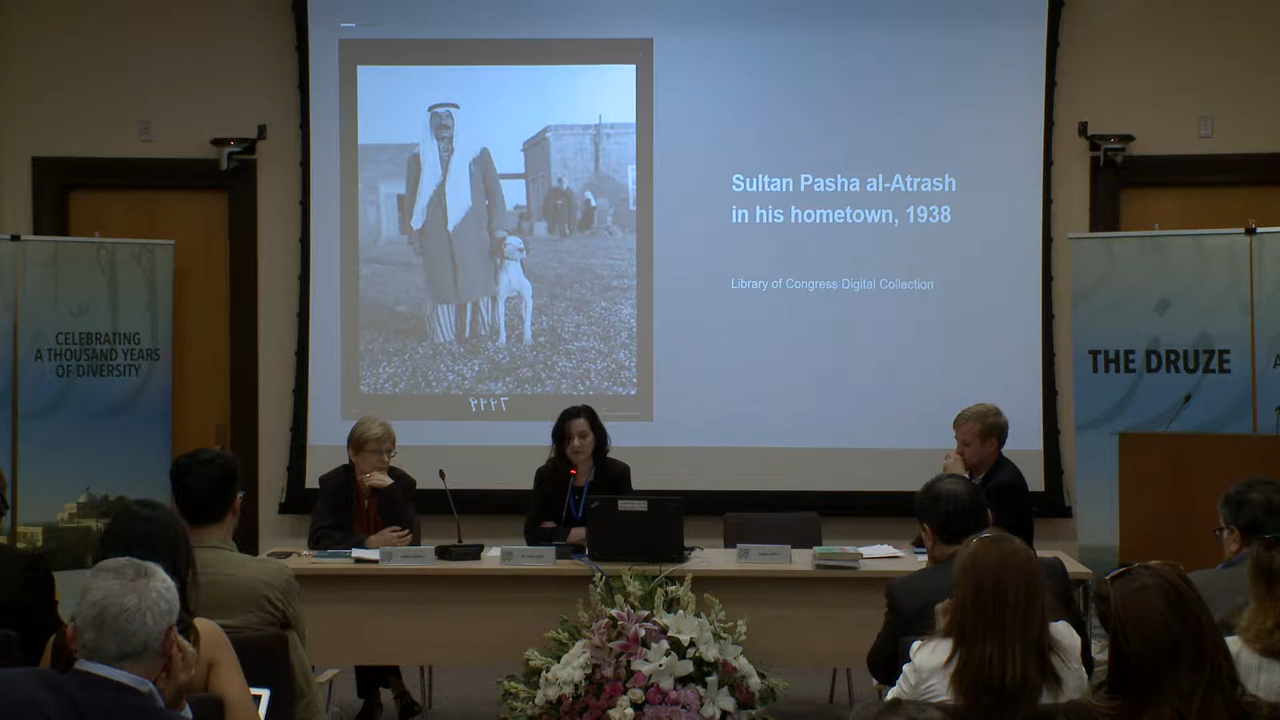 Sultan Pasha al-Atrash
in his hometown, 1938
Library of Congress Digital Collection
CELEBRATING
A THOUSAND YEARS
OF DIVERSITY
THE DRUZE